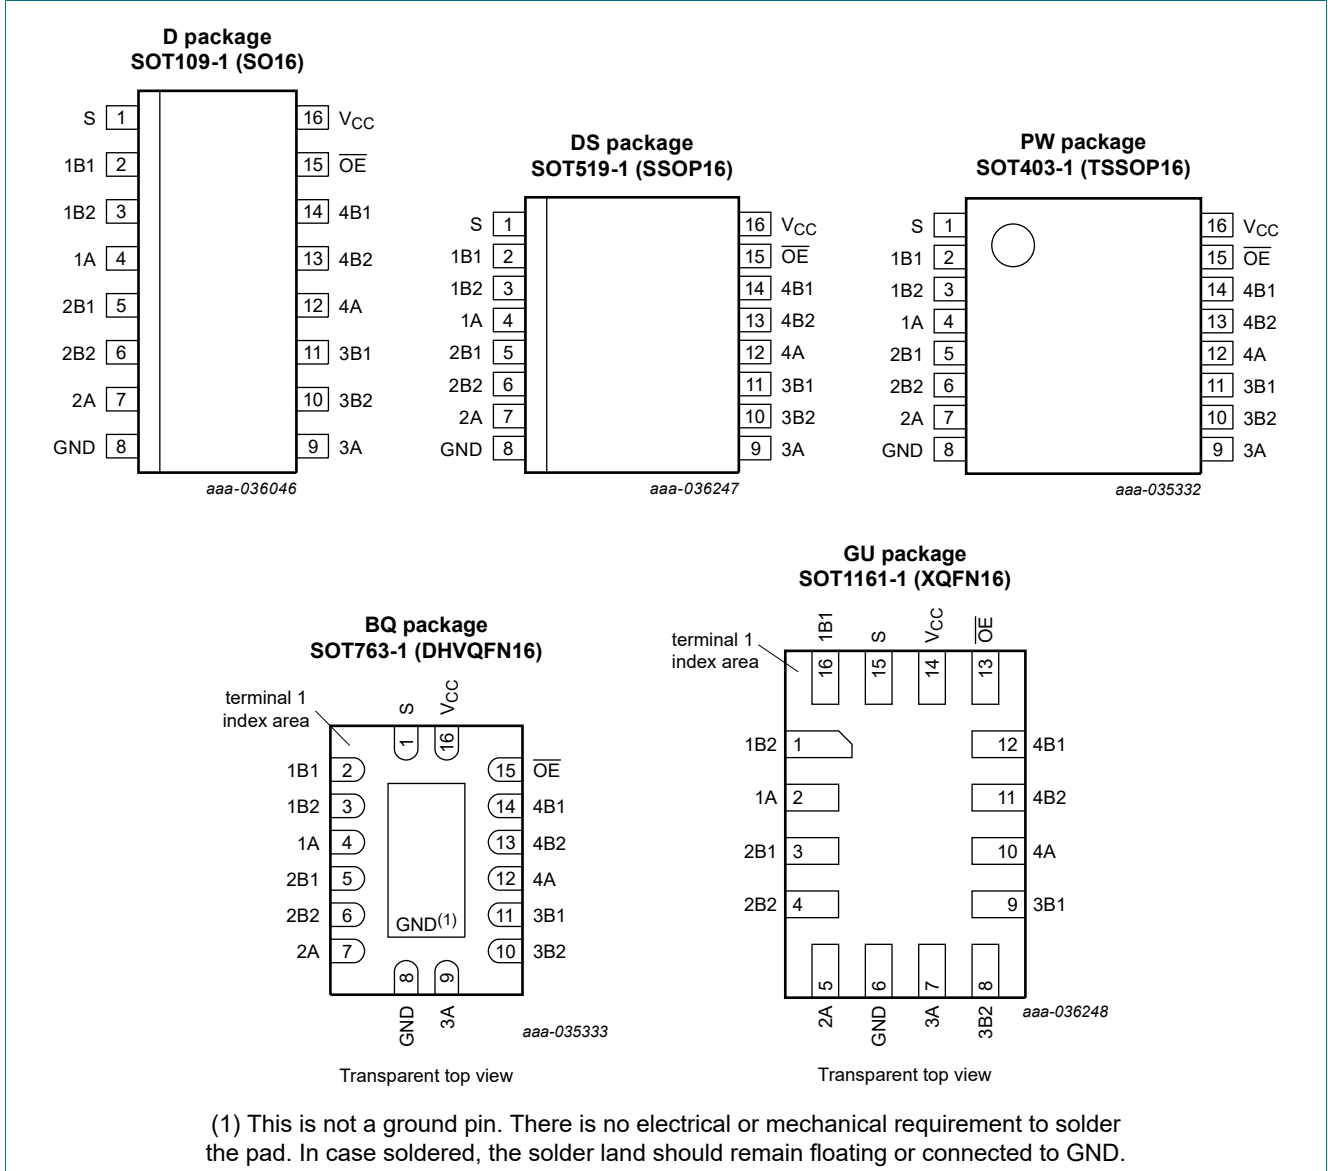 D package
SOT109-1 (SO16)
S 1 16 VCC
1B1 2 15 OE
1B2 3 14 4B1
1A 4 13 4B2
2B1 5 12 4A
2B2 6 11 3B1
2A 7 10 3B2
GND 8 9 3A
aaa-036046
DS package
SOT519-1 (SSOP16)
S 1 16 VCC
1B1 2 15 OE
1B2 3 14 4B1
1A 4 13 4B2
2B1 5 12 4A
2B2 6 11 3B1
2A 7 10 3B2
GND 8 9 3A
aaa-036247
PW package
SOT403-1 (TSSOP16)
S 1 16 VCC
1B1 2 15 OE
1B2 3 14 4B1
1A 4 13 4B2
2B1 5 12 4A
2B2 6 11 3B1
2A 7 10 3B2
GND 8 9 3A
aaa-035332
BQ package
SOT763-1 (DHVQFN16)
terminal 1
index area
S VCC
1 16
1B1 2 15 OE
1B2 3 14 4B1
1A 4 13 4B2
2B1 5 12 4A
2B2 6 11 3B1
GND(1)
2A 7 10 3B2
8 9
GND 3A
aaa-035333
Transparent top view
GU package
SOT1161-1 (XQFN16)
terminal 1
index area
1B1 S VCC OE
16 15 14 13
1B2 1 12 4B1
1A 2 11 4B2
2B1 3 10 4A
2B2 4 9 3B1
5 6 7 8
2A GND 3A 3B2
aaa-036248
Transparent top view
(1) This is not a ground pin. There is no electrical or mechanical requirement to solder
the pad. In case soldered, the solder land should remain floating or connected to GND.